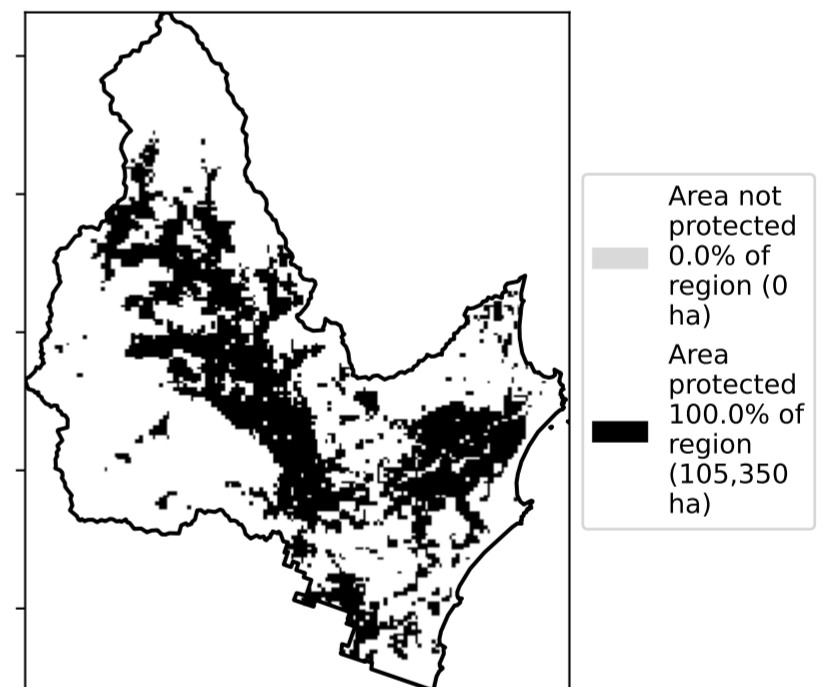 Area not
protected
0.0% of
region (0
ha)
Area
protected
100.0% of
region
(105,350
ha)